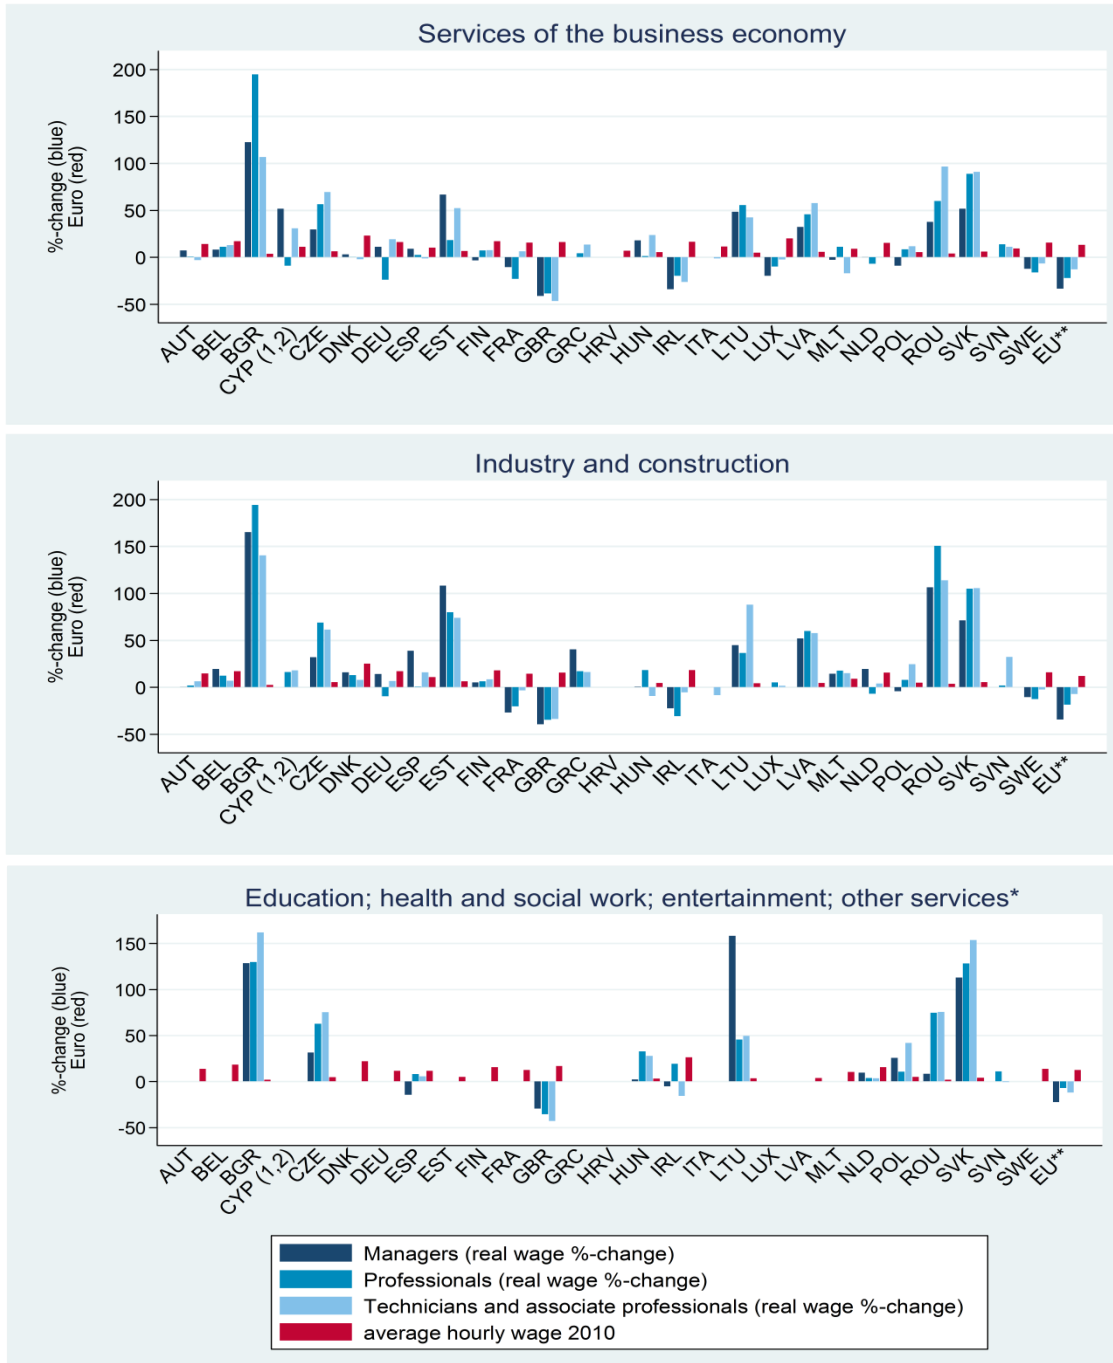 Services of the business economy
%-change (blue)
Euro (red)
200
150
100
50
0
-50
AUT
BEL
BGR
CYP (1,2)
CZE
DNK
DEU
ESP
EST
FIN
FRA
GBR
GRC
HRV
HUN
IRL
ITA
LTU
LUX
LVA
MLT
NLD
POL
ROU
SVK
SVN
SWE
EU**
Industry and construction
%-change (blue)
Euro (red)
200
150
100
50
0
-50
AUT
BEL
BGR
CYP (1,2)
CZE
DNK
DEU
ESP
EST
FIN
FRA
GBR
GRC
HRV
HUN
IRL
ITA
LTU
LUX
LVA
MLT
NLD
POL
ROU
SVK
SVN
SWE
EU**
Education; health and social work; entertainment; other services*
%-change (blue)
Euro (red)
150
100
50
0
-50
AUT
BEL
BGR
CYP (1,2)
CZE
DNK
DEU
ESP
EST
FIN
FRA
GBR
GRC
HRV
HUN
IRL
ITA
LTU
LUX
LVA
MLT
NLD
POL
ROU
SVK
SVN
SWE
EU**
Managers (real wage %-change)
Professionals (real wage %-change)
Technicians and associate professionals (real wage %-change)
average hourly wage 2010